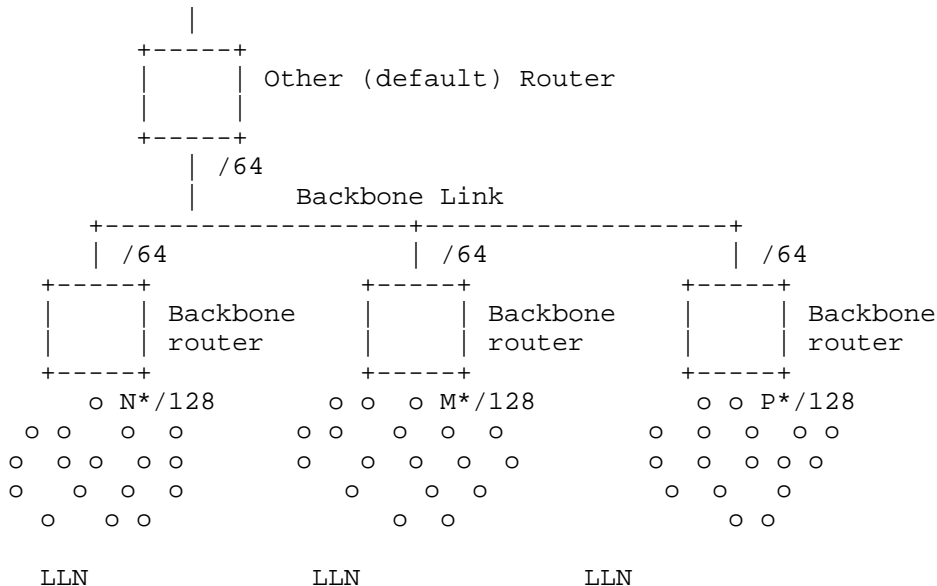 Other (default) Router
/64
Backbone Link
/64 /64 /64
Backbone Backbone Backbone
router router router
o N*/128 o o o M*/128 o o P*/128
o o o o o o o o o o o o o o
o o o o o o o o o o o o o o o
o o o o o o o o o o
o o o o o o o
LLN LLN LLN